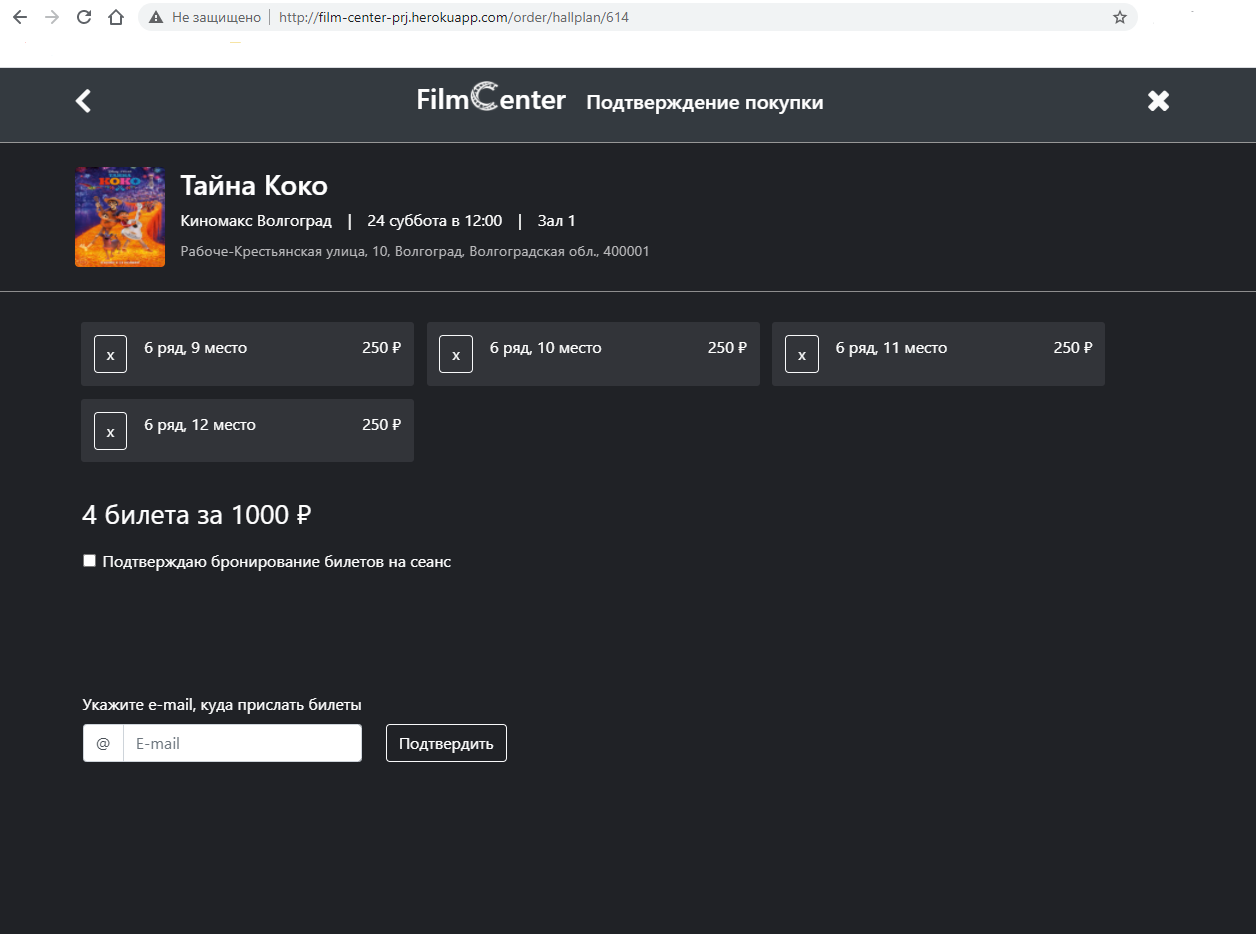 Не защищено | http://film-center-prj.herokuapp.com/order/hallplan/614
FilmCenter Подтверждение покупки
ТАЙНА
КОКО
Тайна Коко
Киномакс Волгоград | 24 суббота в 12:00 | Зал 1
Рабоче-Крестьянская улица, 10, Волгоград, Волгоградская обл., 400001
x 6 ряд, 9 место 250 ₽
x 6 ряд, 10 место 250 ₽
x 6 ряд, 11 место 250 ₽
x 6 ряд, 12 место 250 ₽
4 билета за 1000 ₽
Подтверждаю бронирование билетов на сеанс
Укажите e-mail, куда прислать билеты
@ E-mail Подтвердить